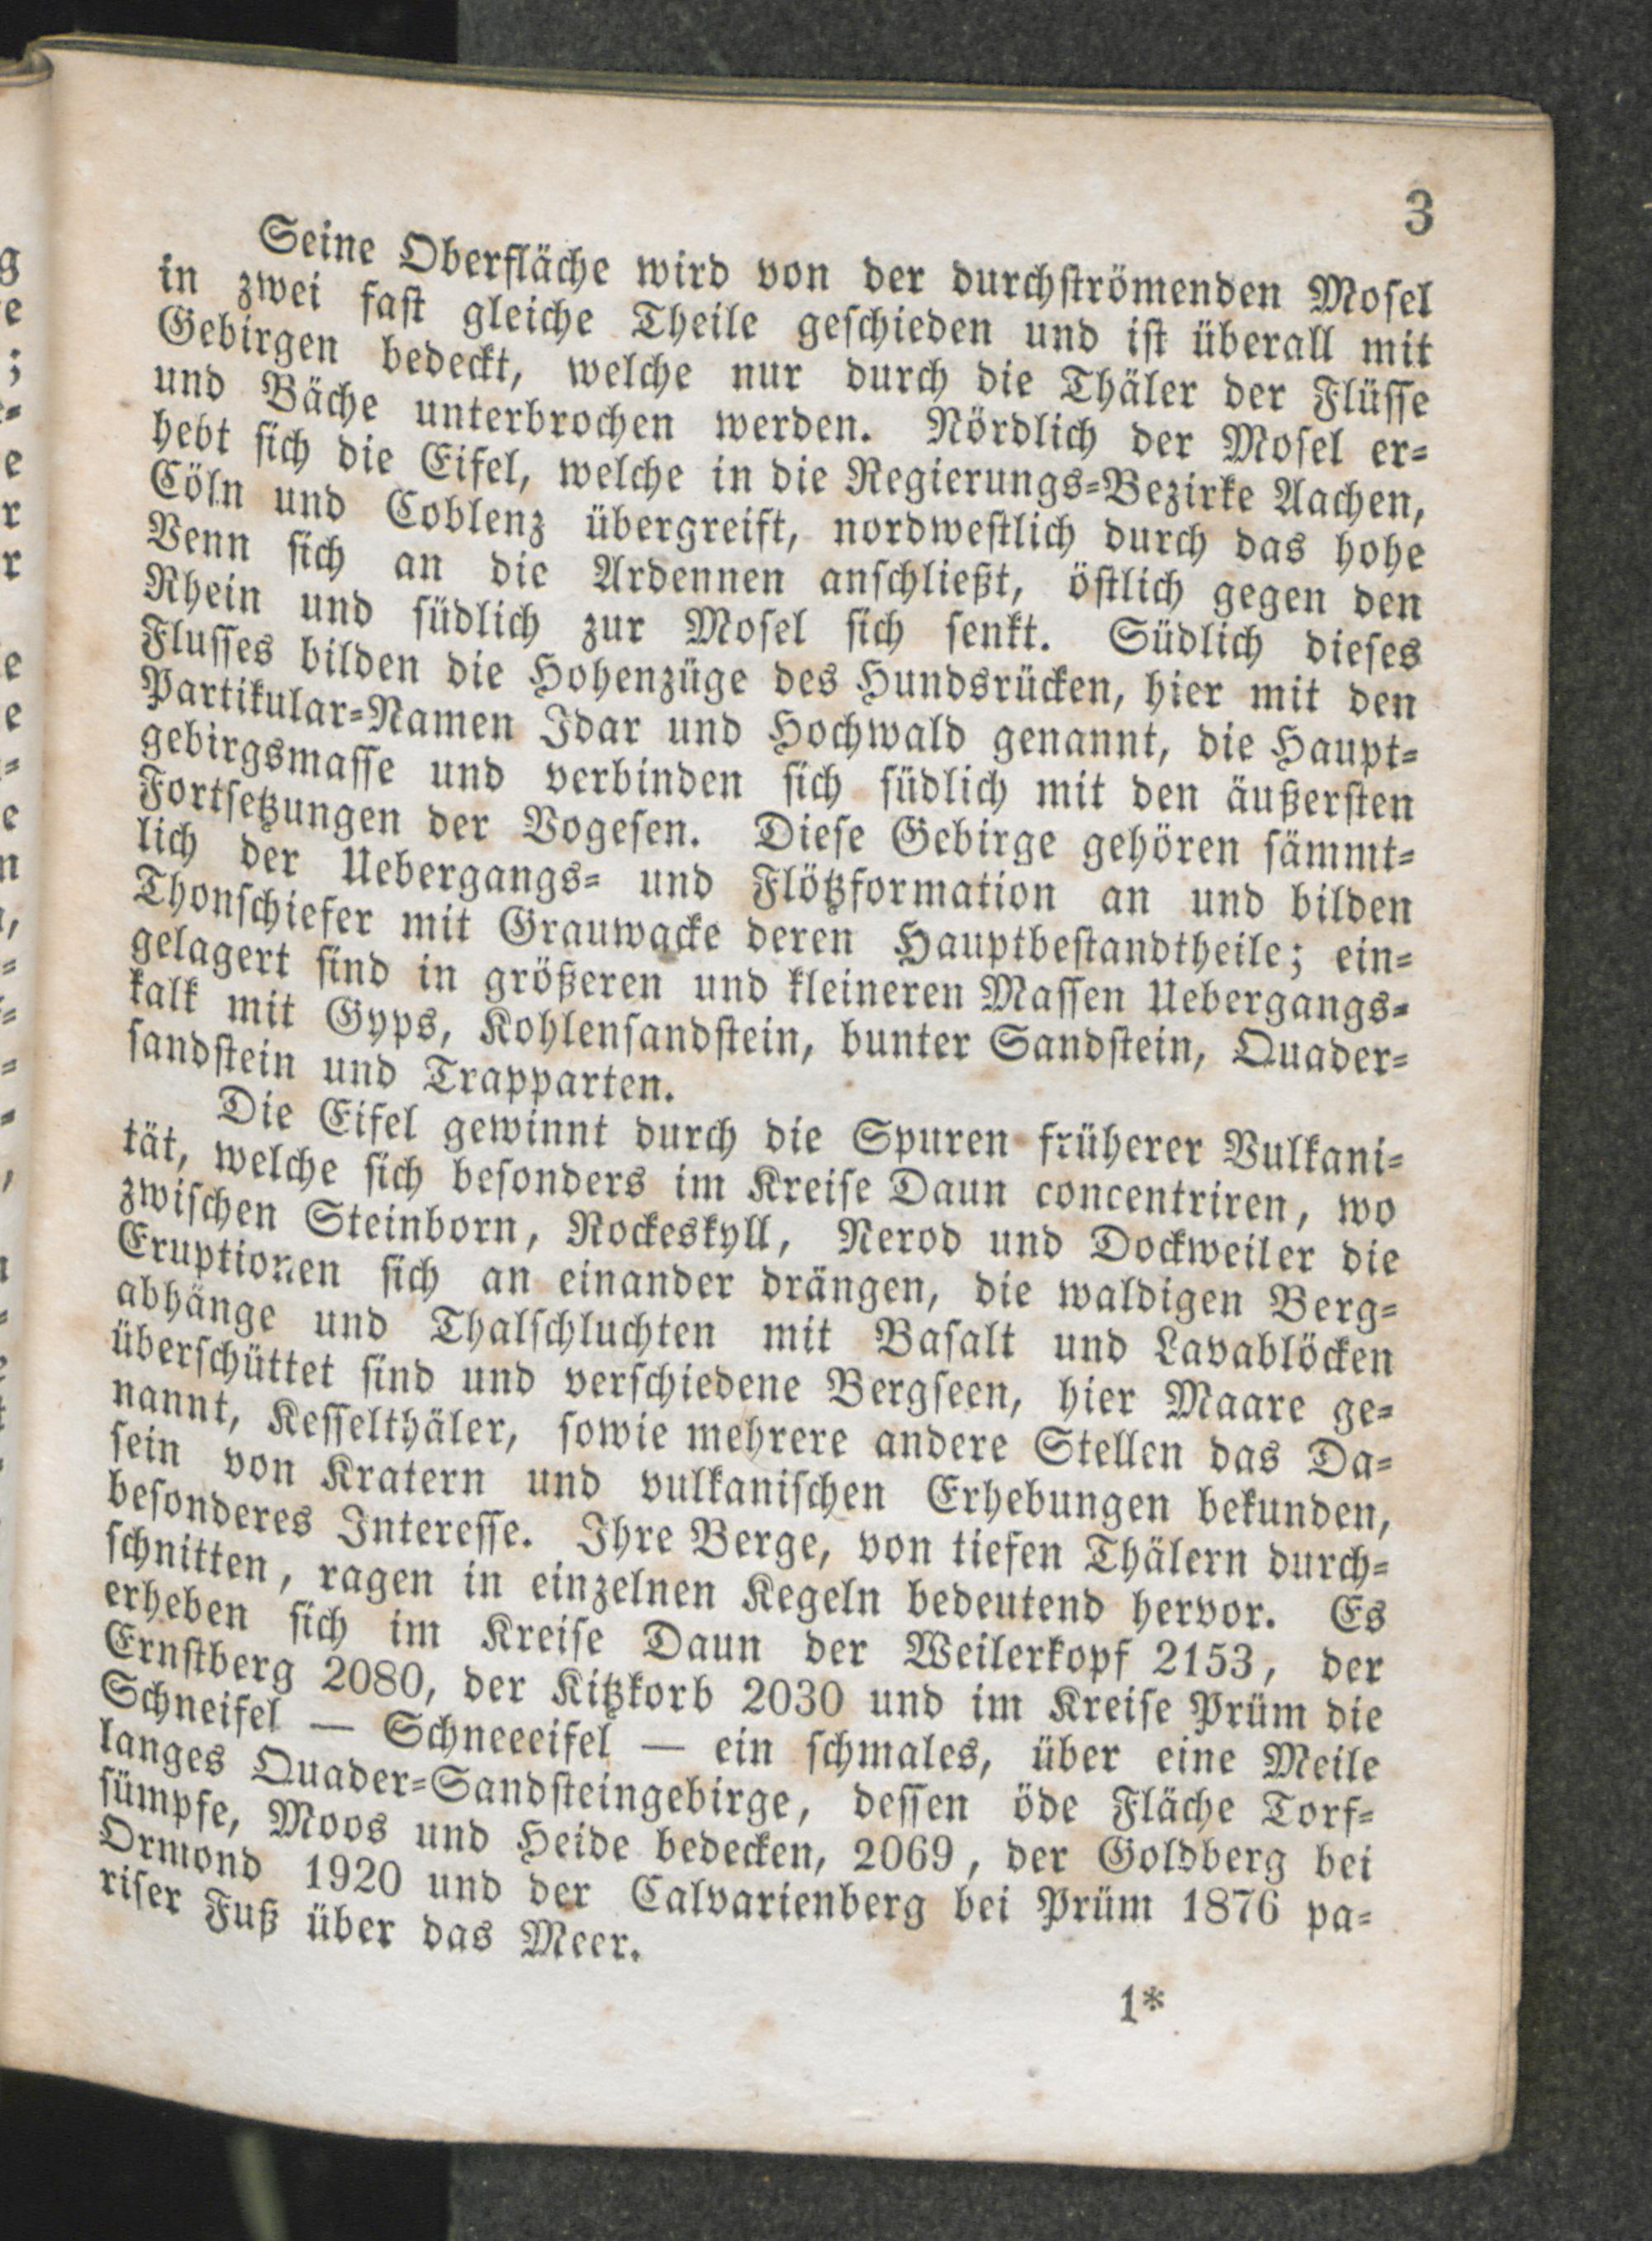 3
Seine Oberfläche wird von der durchströmenden Mosel
in zwei fast gleiche Theile geschieden und ist überall mit
Gebirgen bedeckt, welche nur durch die Thäler der Flüsse
und Bäche unterbrochen werden. Nördlich der Mosel er-
hebt sich die Eifel, welche in die Regierungs-Bezirke Aachen,
Cöln und Coblenz übergreift, nordwestlich durch das hohe
Venn sich an die Ardennen anschließt, östlich gegen den
Rhein und südlich zur Mosel sich senkt. Südlich dieses
Flusses bilden die Hohenzüge des Hundsrücken, hier mit den
Partikular-Namen Idar und Hochwald genannt, die Haupt-
gebirgsmasse und verbinden sich südlich mit den äußersten
Fortsetzungen der Vogesen. Diese Gebirge gehören sämmt-
lich der Uebergangs- und Flötzformation an und bilden
Thonschiefer mit Grauwacke deren Hauptbestandtheile; ein-
gelagert sind in größeren und kleineren Massen Uebergangs-
kalk mit Gyps, Kohlensandstein, bunter Sandstein, Quader-
sandstein und Trapparten.
Die Eifel gewinnt durch die Spuren früherer Vulkani-
tät, welche sich besonders im Kreise Daun concentriren, wo
zwischen Steinborn, Rockeskyll, Nerod und Dockweiler die
Eruptionen sich an einander drängen, die waldigen Berg-
abhänge und Thalschluchten mit Basalt und Lavablöcken
überschüttet sind und verschiedene Bergseen, hier Maare ge-
nannt, Kesselthäler, sowie mehrere andere Stellen das Da-
sein von Kratern und vulkanischen Erhebungen bekunden,
besonderes Interesse. Ihre Berge, von tiefen Thälern durch-
schnitten, ragen in einzelnen Kegeln bedeutend hervor. Es
erheben sich im Kreise Daun der Weilerkopf 2153, der
Ernstberg 2080, der Kitzkorb 2030 und im Kreise Prüm die
Schneifel — Schneeeifel — ein schmales, über eine Meile
langes Quader-Sandsteingebirge, dessen öde Fläche Torf-
sümpfe, Moos und Heide bedecken, 2069, der Goldberg bei
Ormond 1920 und der Calvarienberg bei Prüm 1876 pa-
riser Fuß über das Meer.
1*